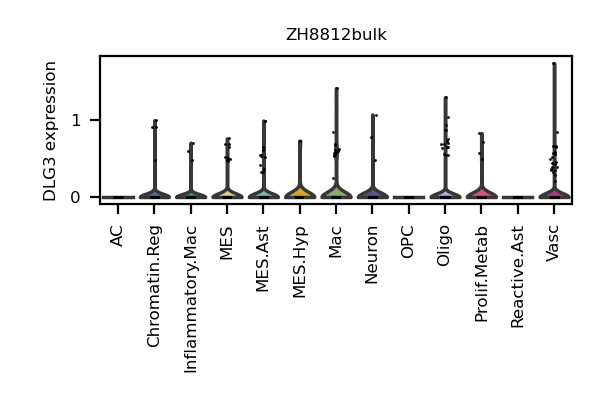 ZH8812bulk
DLG3 expression
1
0
AC
Chromatin.Reg
Inflammatory.Mac
MES
MES.Ast
MES.Hyp
Mac
Neuron
OPC
Oligo
Prolif.Metab
Reactive.Ast
Vasc